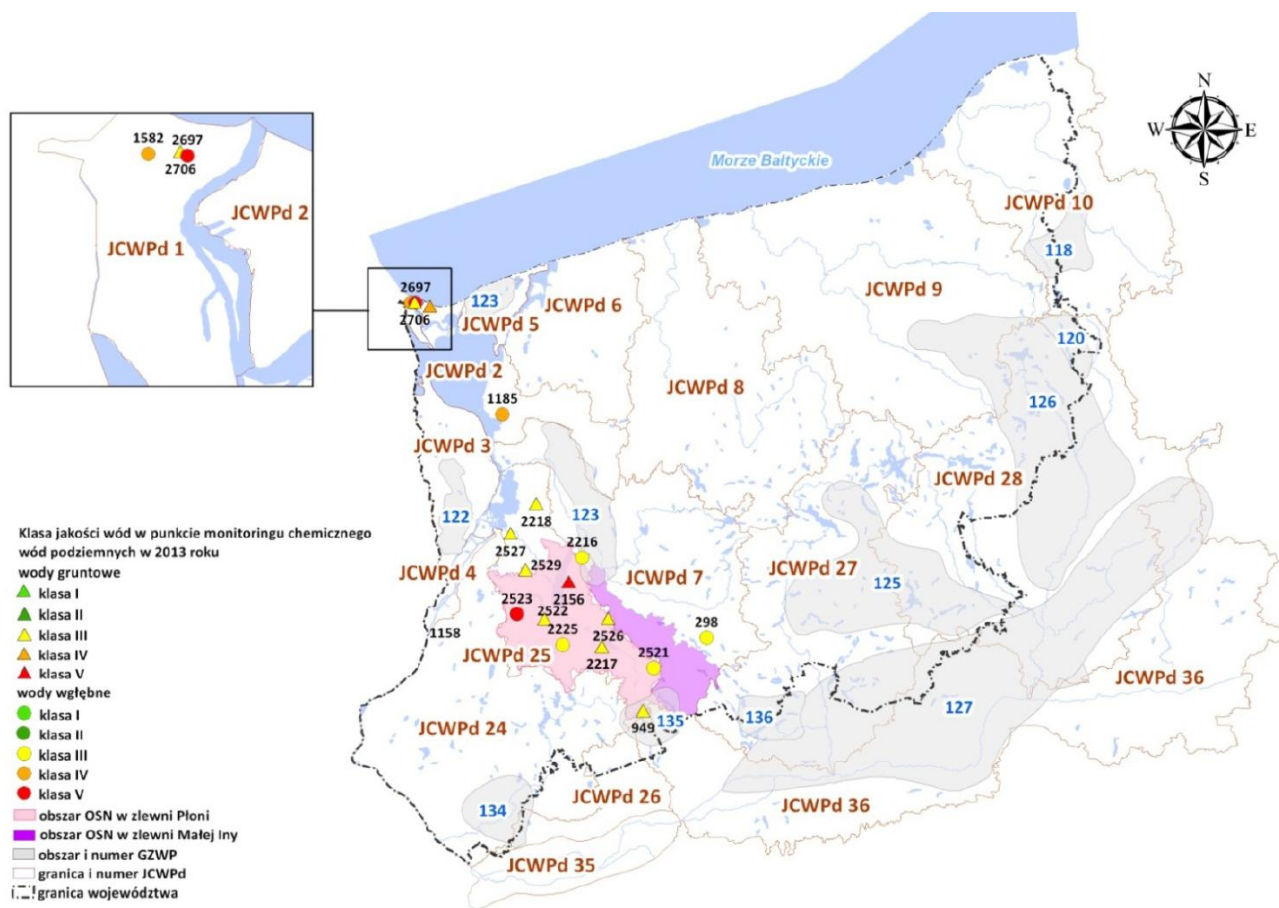 N
W
E
S
Morze Bałtyckie
1582
2697
2706
JCWPd 2
JCWPd 1
JCWPd 10
118
2697
123
2706
JCWPd 5
JCWPd 6
JCWPd 9
120
JCWPd 2
JCWPd 8
126
1185
JCWPd 3
JCWPd 28
122
2218
123
2527
2216
2529
JCWPd 4
JCWPd 7
JCWPd 27
125
2156
2523
2522
2225
298
1158
2526
JCWPd 25
2217
2521
JCWPd 36
127
JCWPd 24
949
135
136
134
JCWPd 26
JCWPd 36
JCWPd 35
Klasa jakości wód w punkcie monitoringu chemicznego
wód podziemnych w 2013 roku
wody gruntowe
klasa I
klasa II
klasa III
klasa IV
klasa V
wody wgłębne
klasa I
klasa II
klasa III
klasa IV
klasa V
obszar OSN w zlewni Płoni
obszar OSN w zlewni Małej Iny
obszar i numer GZWP
granica i numer JCWPd
granica województwa